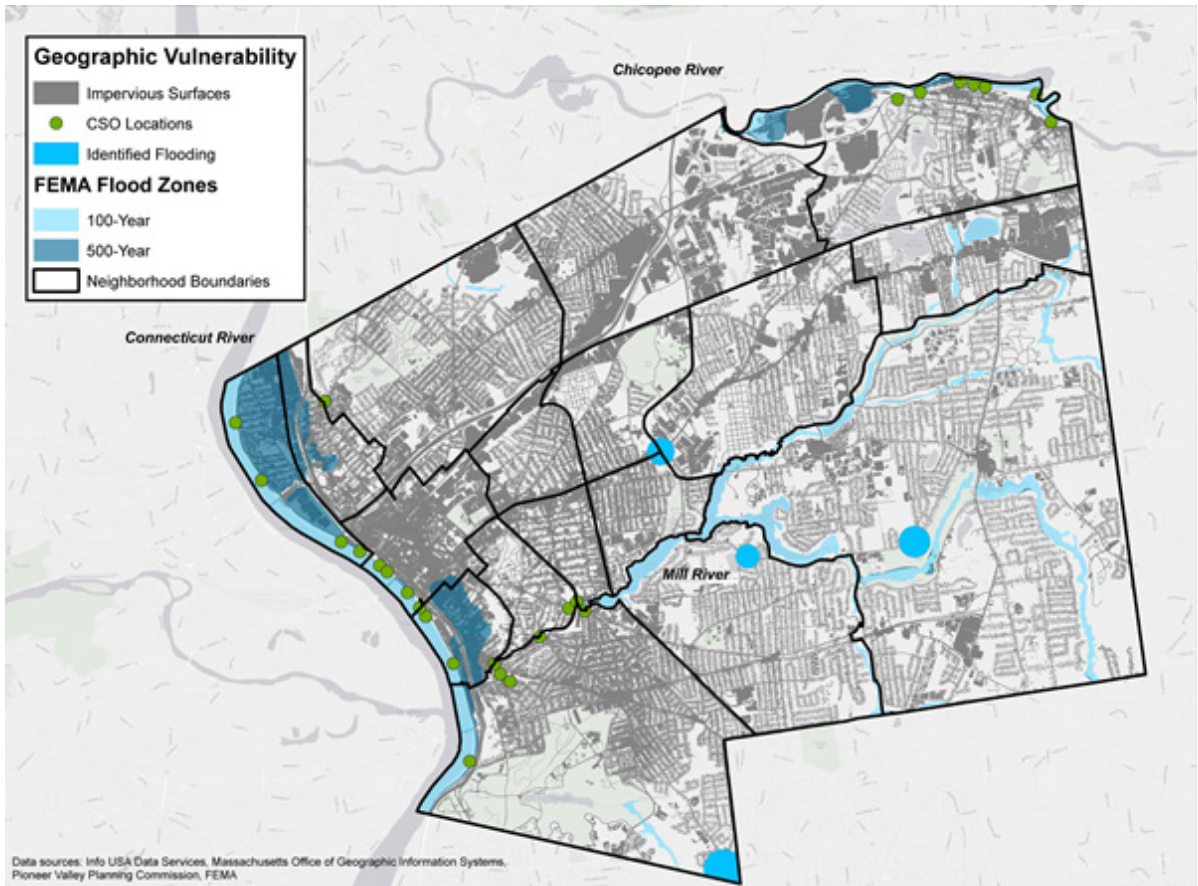 Geographic Vulnerability
Impervious Surfaces
CSO Locations
Identified Flooding
FEMA Flood Zones
100-Year
500-Year
Neighborhood Boundaries
Chicopee River
Connecticut River
Mill River
Data sources: Info USA Data Services, Massachusetts Office of Geographic Information Systems,
Pioneer Valley Planning Commission, FEMA